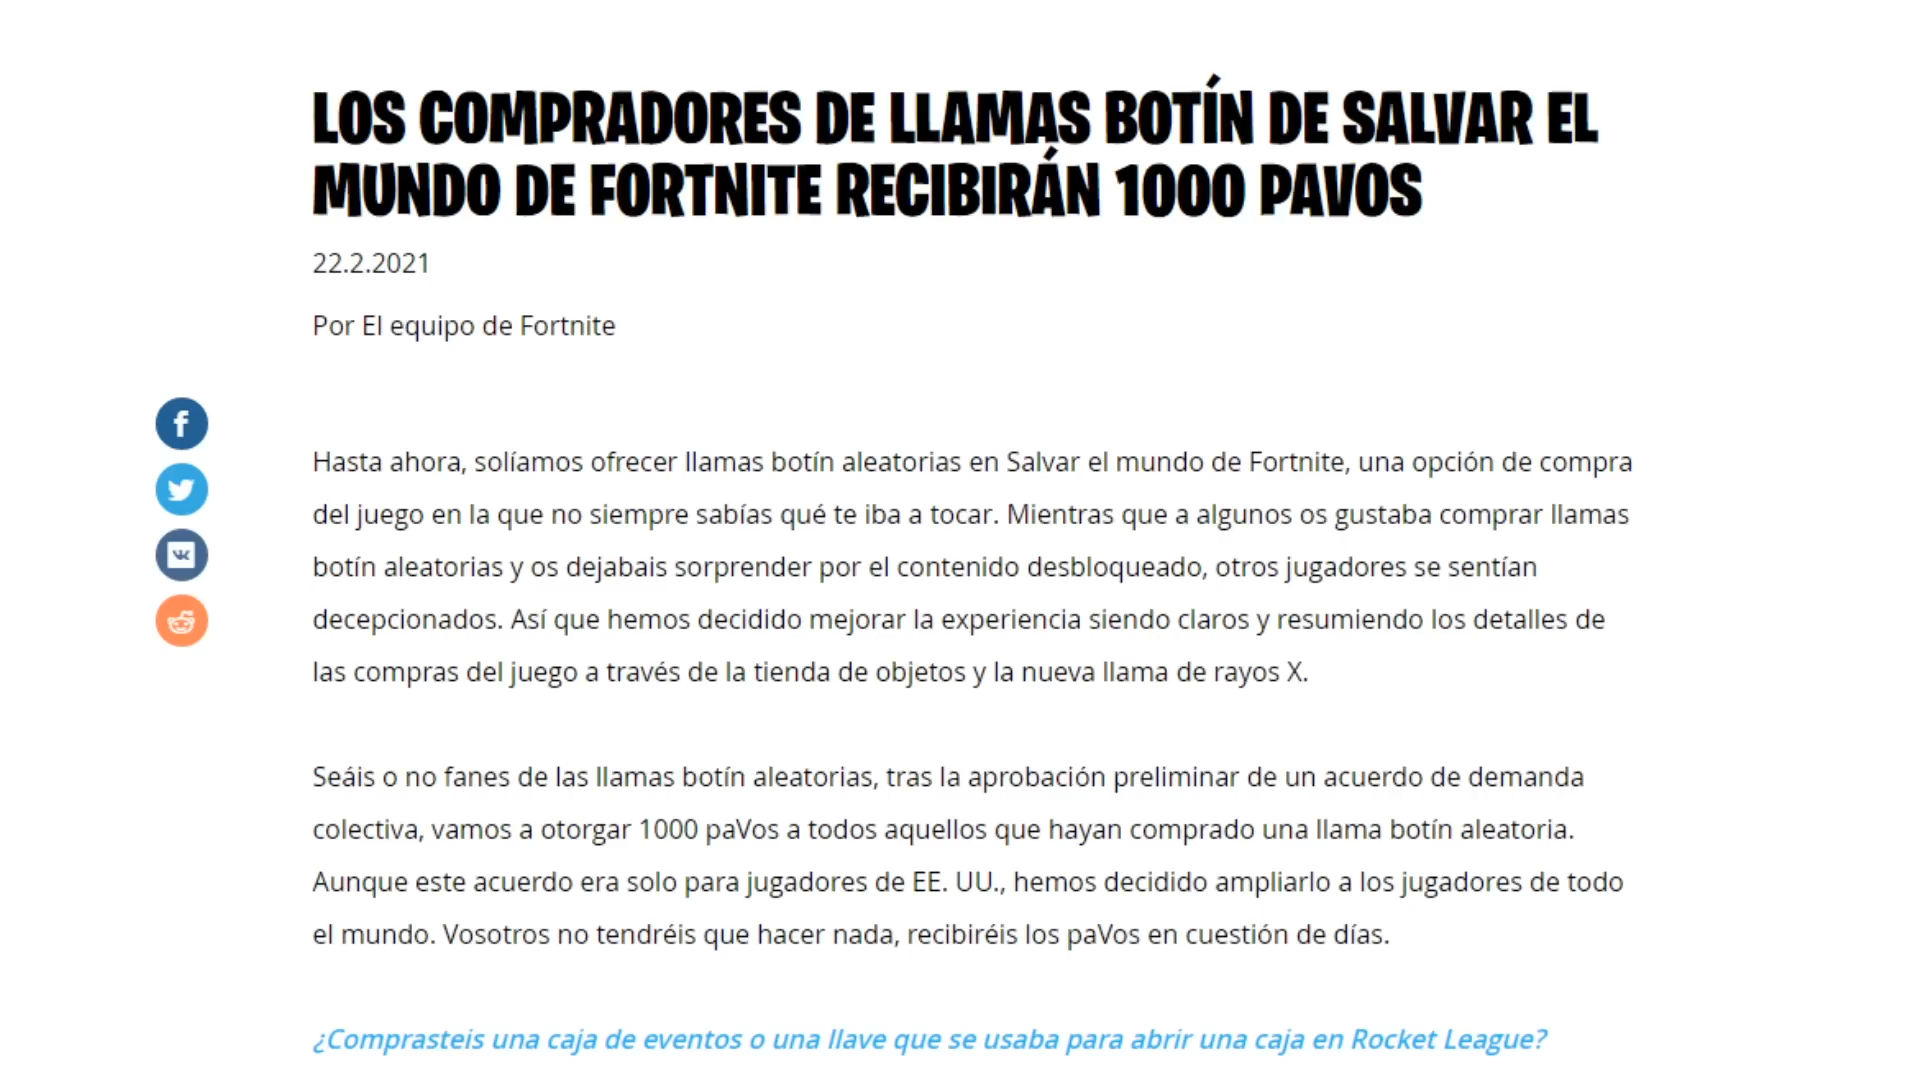 LOS COMPRADORES DE LLAMAS BOTÍN DE SALVAR EL
MUNDO DE FORTNITE RECIBIRÁN 1000 PAVOS
22.2.2021
Por El equipo de Fortnite
Hasta ahora, solíamos ofrecer llamas botín aleatorias en Salvar el mundo de Fortnite, una opción de compra
del juego en la que no siempre sabías qué te iba a tocar. Mientras que a algunos os gustaba comprar llamas
botín aleatorias y os dejabais sorprender por el contenido desbloqueado, otros jugadores se sentían
decepcionados. Así que hemos decidido mejorar la experiencia siendo claros y resumiendo los detalles de
las compras del juego a través de la tienda de objetos y la nueva llama de rayos X.
Seáis o no fanes de las llamas botín aleatorias, tras la aprobación preliminar de un acuerdo de demanda
colectiva, vamos a otorgar 1000 paVos a todos aquellos que hayan comprado una llama botín aleatoria.
Aunque este acuerdo era solo para jugadores de EE. UU., hemos decidido ampliarlo a los jugadores de todo
el mundo. Vosotros no tendréis que hacer nada, recibiréis los paVos en cuestión de días.
¿Comprasteis una caja de eventos o una llave que se usaba para abrir una caja en Rocket League?